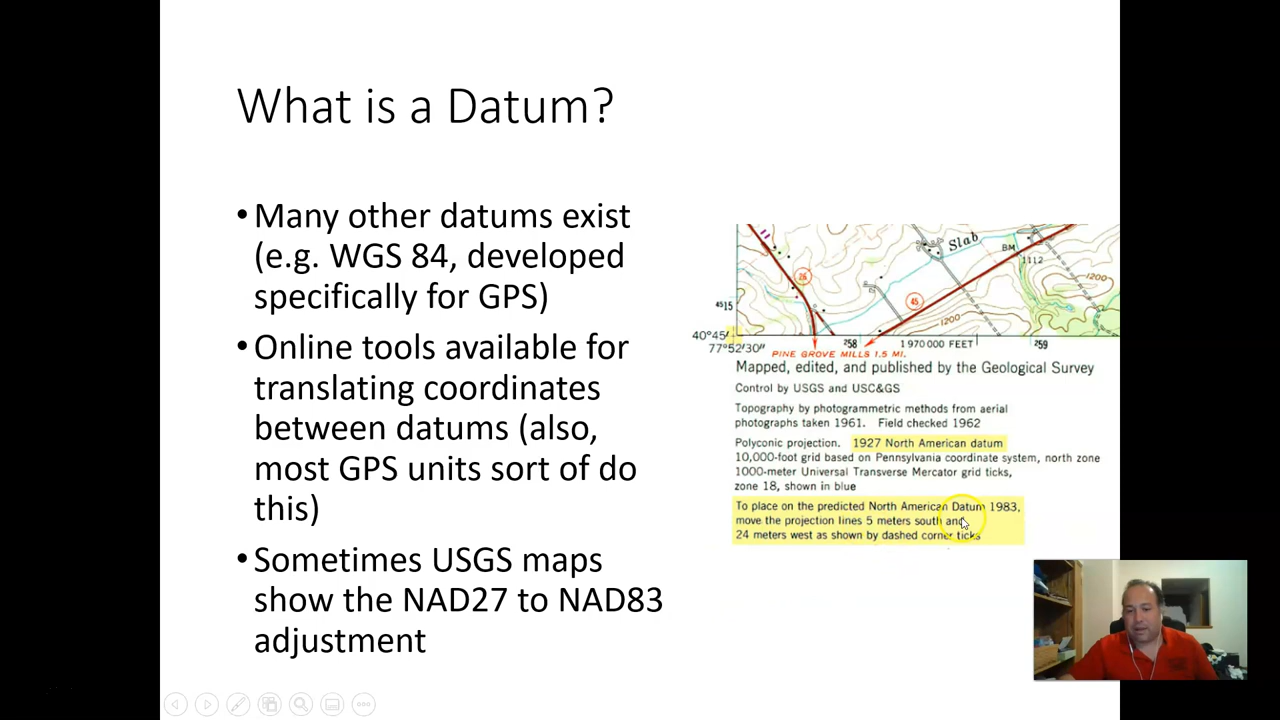 What is a Datum?
• Many other datums exist
(e.g. WGS 84, developed
specifically for GPS)
• Online tools available for
translating coordinates
between datums (also,
most GPS units sort of do
this)
• Sometimes USGS maps
show the NAD27 to NAD83
adjustment
Slab
BM
1112
26
1200
45
4515
1200
40°45'
77°52'30"
258
1 970 000 FEET
259
PINE GROVE MILLS 1.5 MI.
Mapped, edited, and published by the Geological Survey
Control by USGS and USC&GS
Topography by photogrammetric methods from aerial
photographs taken 1961. Field checked 1962
Polyconic projection. 1927 North American datum
10,000-foot grid based on Pennsylvania coordinate system, north zone
1000-meter Universal Transverse Mercator grid ticks,
zone 18, shown in blue
To place on the predicted North American Datum 1983,
move the projection lines 5 meters south and
24 meters west as shown by dashed corner ticks